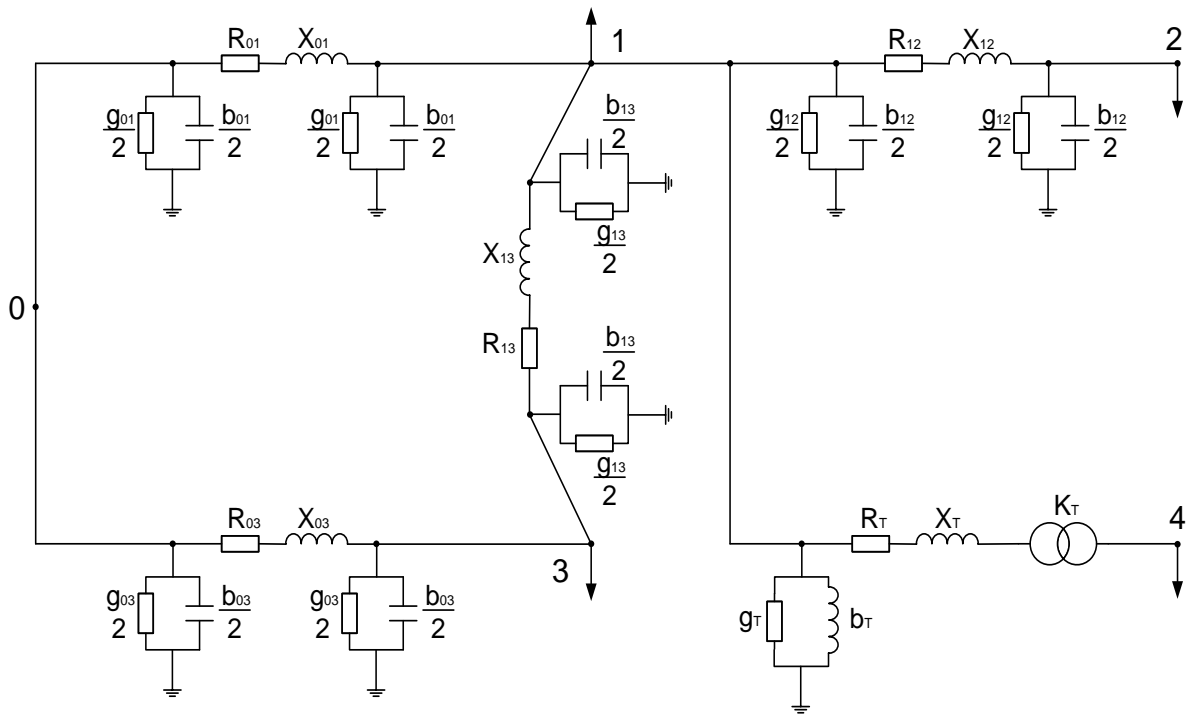 R01 X01 1 R12 X12 2
g01/2 b01/2 g01/2 b01/2 b13/2 g12/2 b12/2 g12/2 b12/2
g13/2
X13
0
R13 b13/2
g13/2
R03 X03 3 RT XT KT 4
g03/2 b03/2 g03/2 b03/2 gT bT